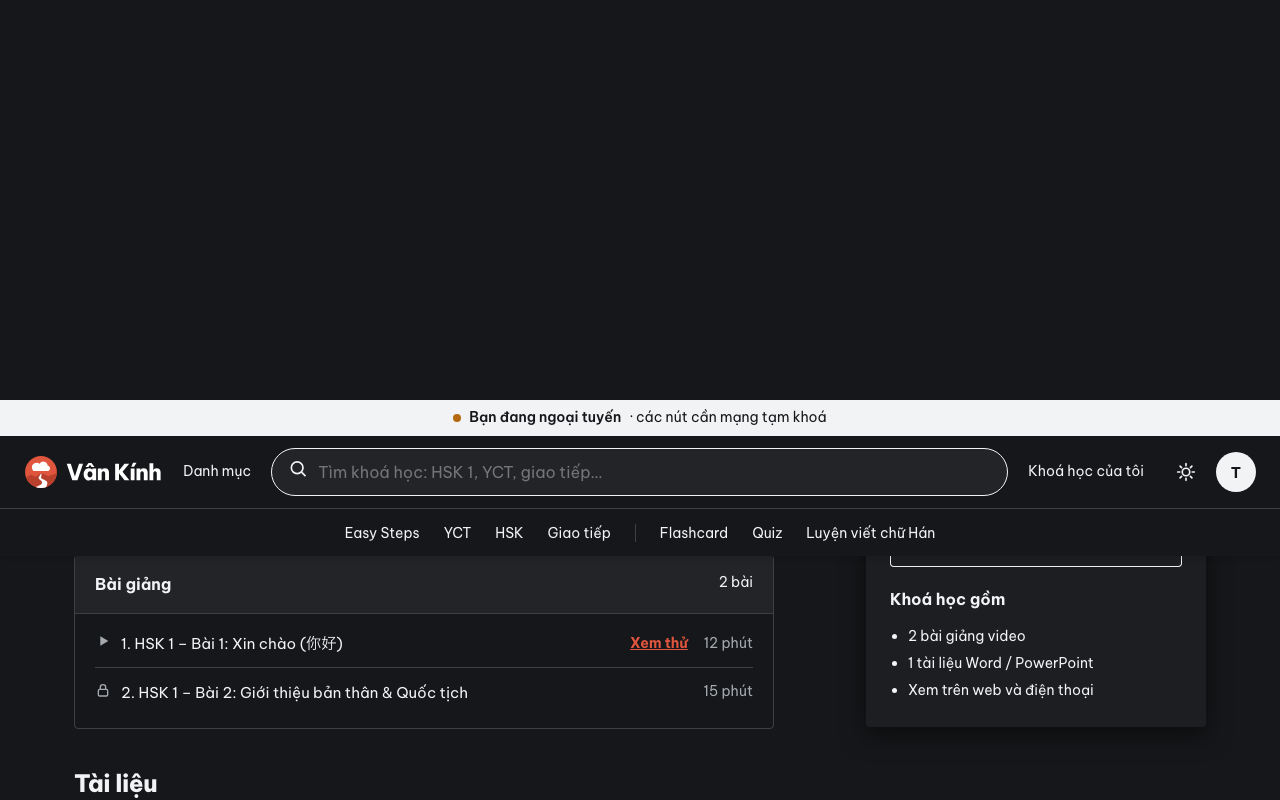 Bạn đang ngoại tuyến · các nút cần mạng tạm khoá
Vân Kính Danh mục Tìm khoá học: HSK 1, YCT, giao tiếp... Khoá học của tôi T
Easy Steps YCT HSK Giao tiếp Flashcard Quiz Luyện viết chữ Hán
Bài giảng 2 bài
1. HSK 1 – Bài 1: Xin chào (你好) Xem thử 12 phút
2. HSK 1 – Bài 2: Giới thiệu bản thân & Quốc tịch 15 phút
Tài liệu
Khoá học gồm
2 bài giảng video
1 tài liệu Word / PowerPoint
Xem trên web và điện thoại